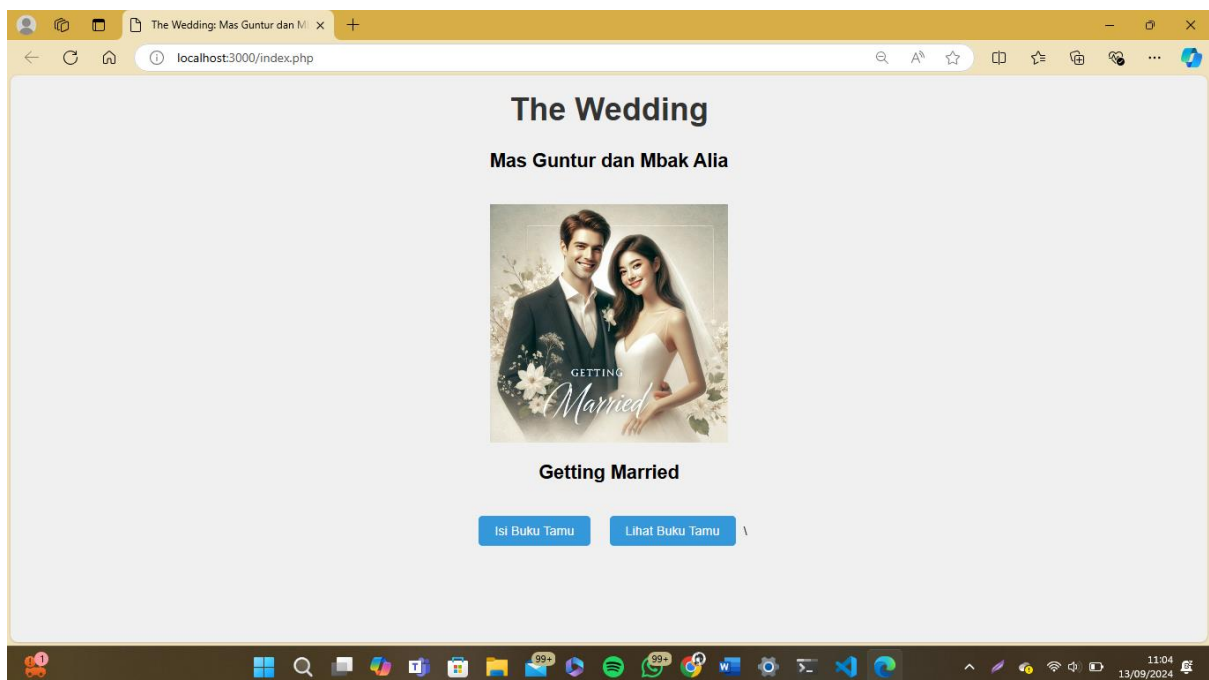 The Wedding: Mas Guntur dan M
localhost:3000/index.php
The Wedding
Mas Guntur dan Mbak Alia
GETTING
Married
Getting Married
Isi Buku Tamu
Lihat Buku Tamu \
1
99+
99+
11:04
13/09/2024